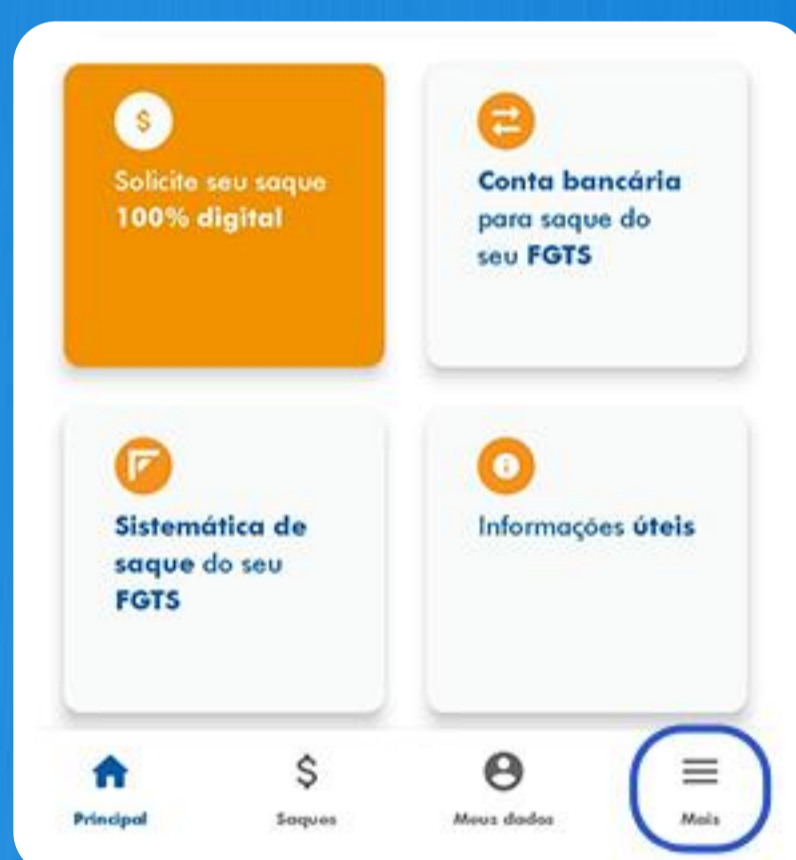 Solicite seu saque
100% digital
Conta bancária
para saque do
seu FGTS
Sistemática de
saque do seu
FGTS
Informações úteis
Principal
Saques
Meus dados
Mais